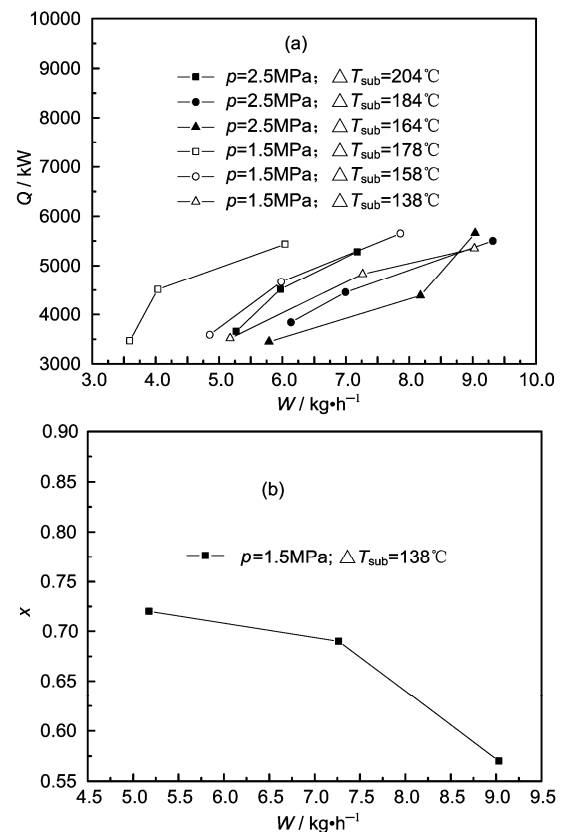 (a)
p=2.5MPa; △Tsub=204℃
p=2.5MPa; △Tsub=184℃
p=2.5MPa; △Tsub=164℃
p=1.5MPa; △Tsub=178℃
p=1.5MPa; △Tsub=158℃
p=1.5MPa; △Tsub=138℃
Q / kW
10000
9000
8000
7000
6000
5000
4000
3000
3.0 4.0 5.0 6.0 7.0 8.0 9.0 10.0
W / kg•h⁻¹
(b)
p=1.5MPa; △Tsub=138℃
x
0.90
0.85
0.80
0.75
0.70
0.65
0.60
0.55
4.5 5.0 5.5 6.0 6.5 7.0 7.5 8.0 8.5 9.0 9.5
W / kg•h⁻¹